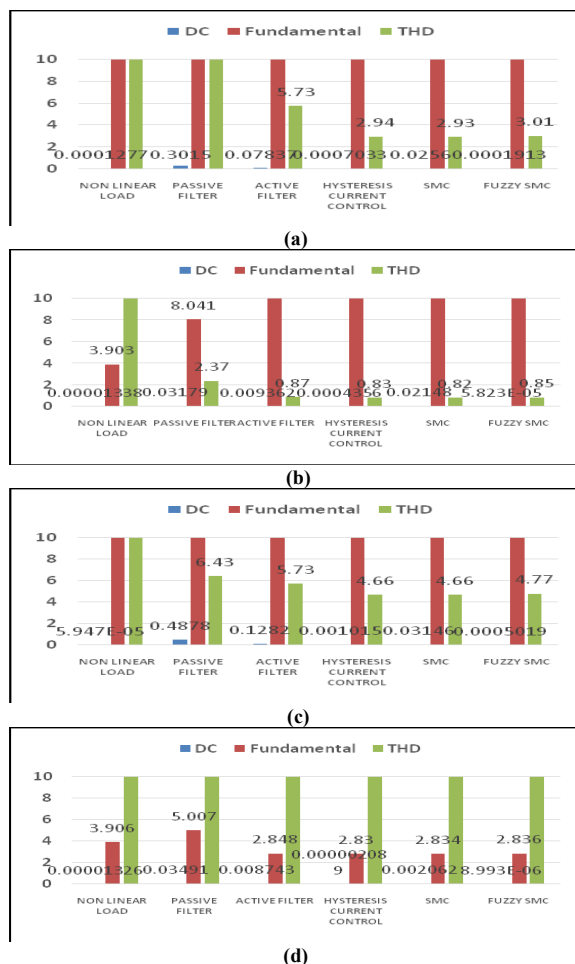 DC Fundamental THD
10
8
6
4
2
0
5.73
2.94
2.93
3.01
0.0001277 0.3015 0.07837 0.0007033 0.0256 0.0001913
NON LINEAR LOAD
PASSIVE FILTER
ACTIVE FILTER
HYSTERESIS CURRENT CONTROL
SMC
FUZZY SMC
(a)
DC Fundamental THD
10
8
6
4
2
0
8.041
3.903
2.37
0.87
0.83
0.82
0.85
0.00001338 0.03179 0.009362 0.0004356 0.02148 5.823E-05
NON LINEAR LOAD
PASSIVE FILTER
ACTIVE FILTER
HYSTERESIS CURRENT CONTROL
SMC
FUZZY SMC
(b)
DC Fundamental THD
10
8
6
4
2
0
6.43
5.73
4.66
4.66
4.77
5.947E-05 0.4878 0.1282 0.0010150 0.03146 0.0005019
NON LINEAR LOAD
PASSIVE FILTER
ACTIVE FILTER
HYSTERESIS CURRENT CONTROL
SMC
FUZZY SMC
(c)
DC Fundamental THD
10
8
6
4
2
0
3.906
5.007
2.848
2.83
2.834
2.836
0.00001326 0.03491 0.008743 0.000002089 0.002062 8.993E-06
NON LINEAR LOAD
PASSIVE FILTER
ACTIVE FILTER
HYSTERESIS CURRENT CONTROL
SMC
FUZZY SMC
(d)